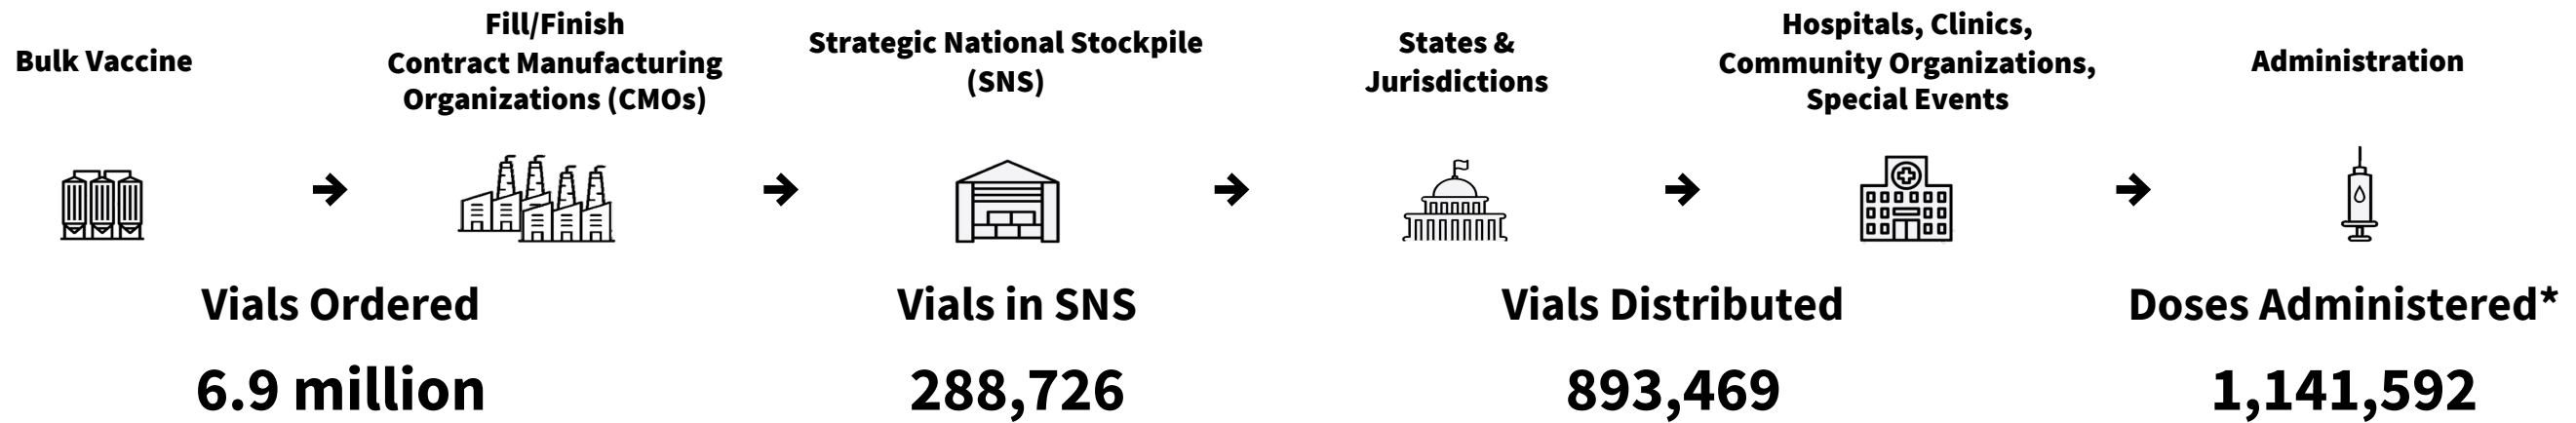 Bulk Vaccine
Fill/Finish
Contract Manufacturing
Organizations (CMOs)
Strategic National Stockpile
(SNS)
States &
Jurisdictions
Hospitals, Clinics,
Community Organizations,
Special Events
Administration
Vials Ordered
6.9 million
Vials in SNS
288,726
Vials Distributed
893,469
Doses Administered*
1,141,592